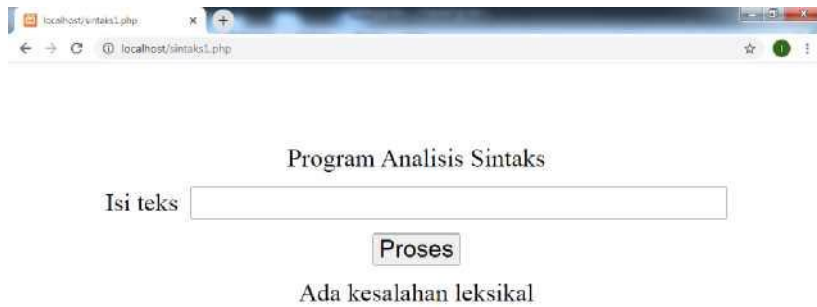 localhost/sintaks1.php
localhost/sintaks1.php
Program Analisis Sintaks
Isi teks
Proses
Ada kesalahan leksikal